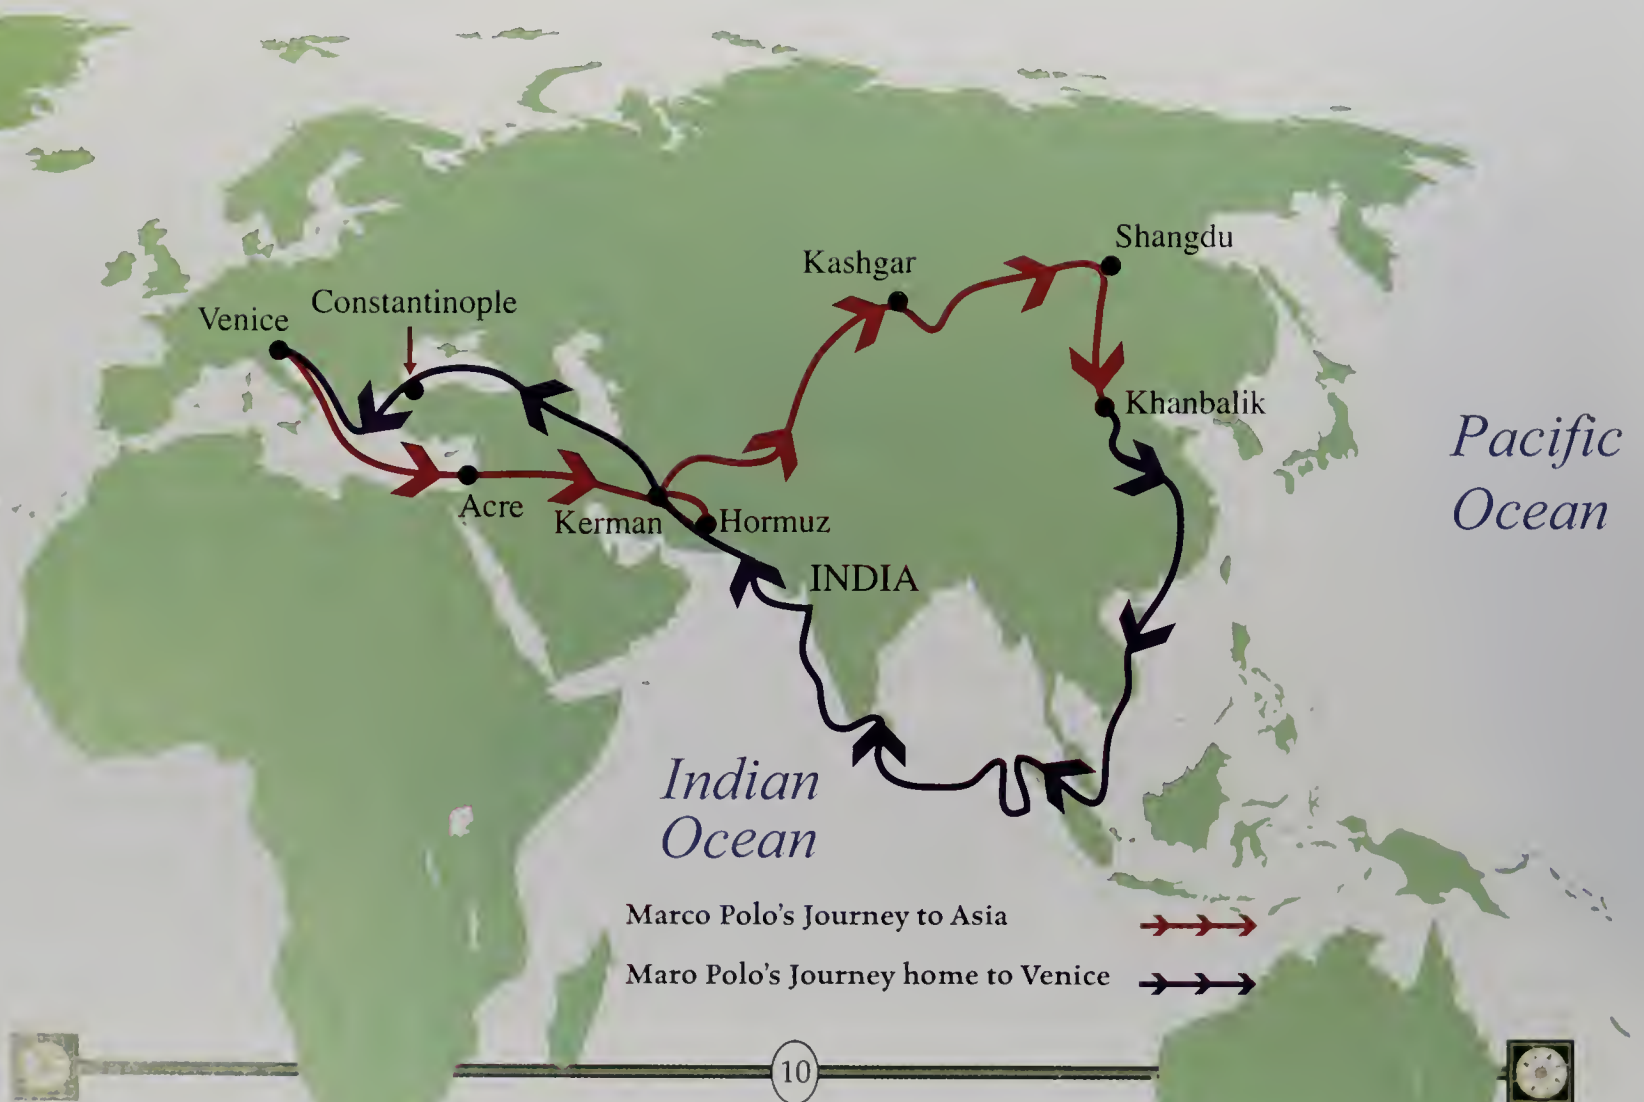 Shangdu
Kashgar
Constantinople
Venice
Khanbalik
Pacific
Ocean
Acre
Kerman
Hormuz
INDIA
Indian
Ocean
Marco Polo's Journey to Asia
Maro Polo's Journey home to Venice
10